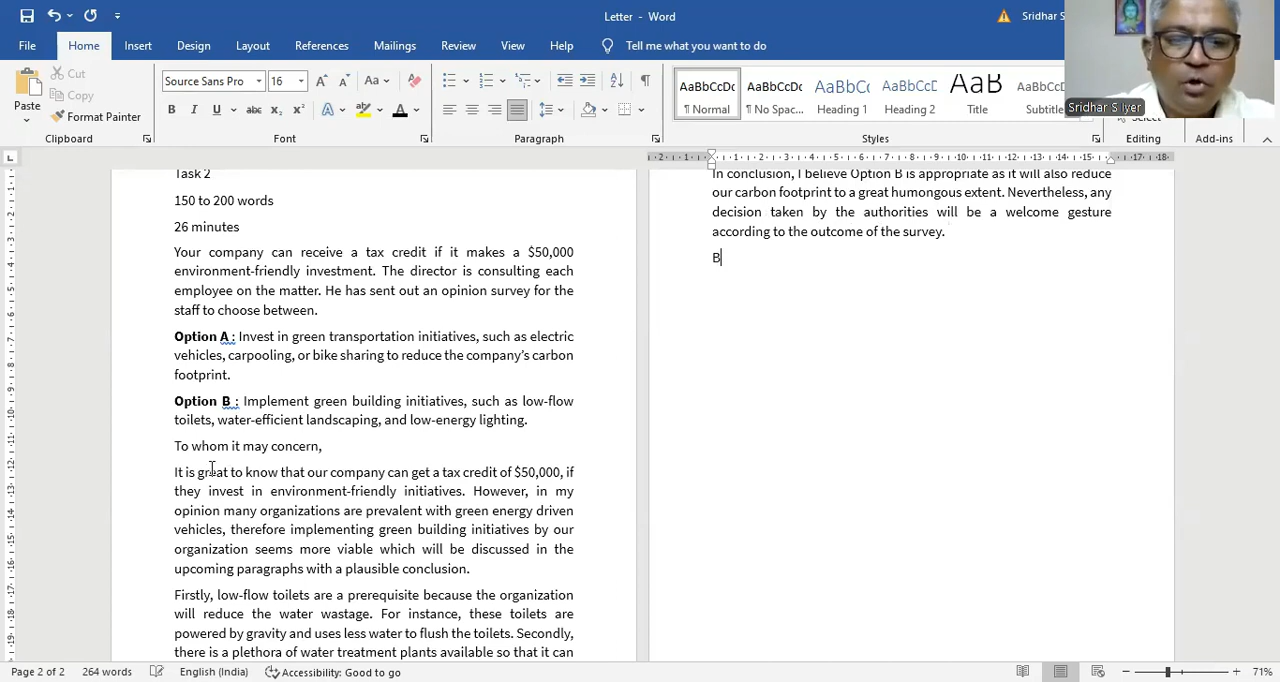 Letter - Word
Sridhar S
File Home Insert Design Layout References Mailings Review View Help Tell me what you want to do
Paste
Cut
Copy
Format Painter
Clipboard
Source Sans Pro 16
Font
Paragraph
AaBbCcDc AaBbCcDc AaBbCc AaBbCcD AaB AaBbCcD
¶ Normal ¶ No Spac... Heading 1 Heading 2 Title Subtitle
Styles
Sridhar S Iyer
Select
Editing
Add-ins
Task 2
150 to 200 words
26 minutes
Your company can receive a tax credit if it makes a $50,000
environment-friendly investment. The director is consulting each
employee on the matter. He has sent out an opinion survey for the
staff to choose between.
Option A : Invest in green transportation initiatives, such as electric
vehicles, carpooling, or bike sharing to reduce the company's carbon
footprint.
Option B : Implement green building initiatives, such as low-flow
toilets, water-efficient landscaping, and low-energy lighting.
To whom it may concern,
It is great to know that our company can get a tax credit of $50,000, if
they invest in environment-friendly initiatives. However, in my
opinion many organizations are prevalent with green energy driven
vehicles, therefore implementing green building initiatives by our
organization seems more viable which will be discussed in the
upcoming paragraphs with a plausible conclusion.
Firstly, low-flow toilets are a prerequisite because the organization
will reduce the water wastage. For instance, these toilets are
powered by gravity and uses less water to flush the toilets. Secondly,
there is a plethora of water treatment plants available so that it can
In conclusion, I believe Option B is appropriate as it will also reduce
our carbon footprint to a great humongous extent. Nevertheless, any
decision taken by the authorities will be a welcome gesture
according to the outcome of the survey.
B
Page 2 of 2 264 words English (India) Accessibility: Good to go 71%